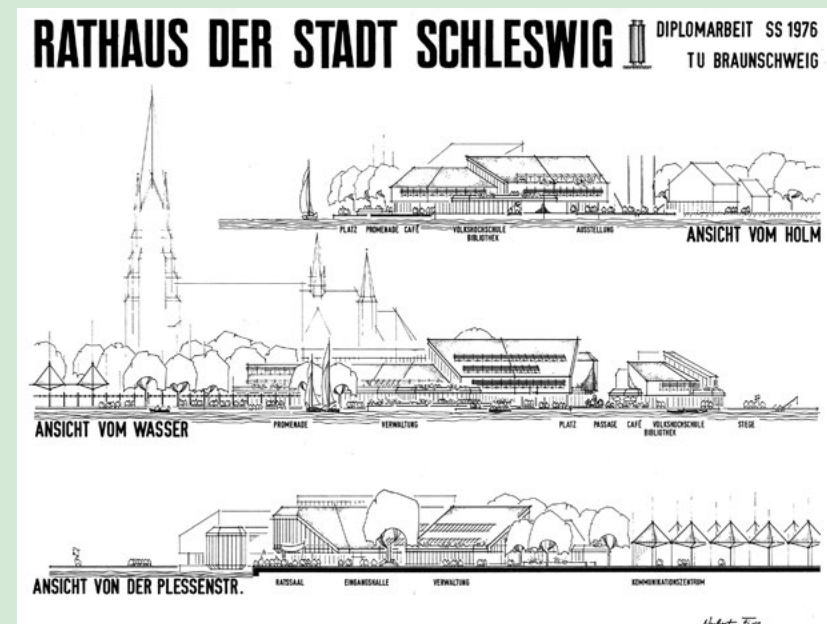 RATHAUS DER STADT SCHLESWIG
DIPLOMARBEIT SS 1976
TU BRAUNSCHWEIG
PLATZ PROMENADE CAFÉ VOLKSHOCHSCHULE AUSSTELLUNG
BIBLIOTHEK
ANSICHT VOM HOLM
PROMENADE VERWALTUNG PLATZ PASSAGE CAFÉ VOLKSHOCHSCHULE STEGE
BIBLIOTHEK
ANSICHT VOM WASSER
RATSSAAL EINGANGSHALLE VERWALTUNG KOMMUNIKATIONSZENTRUM
ANSICHT VON DER PLESSENSTR.